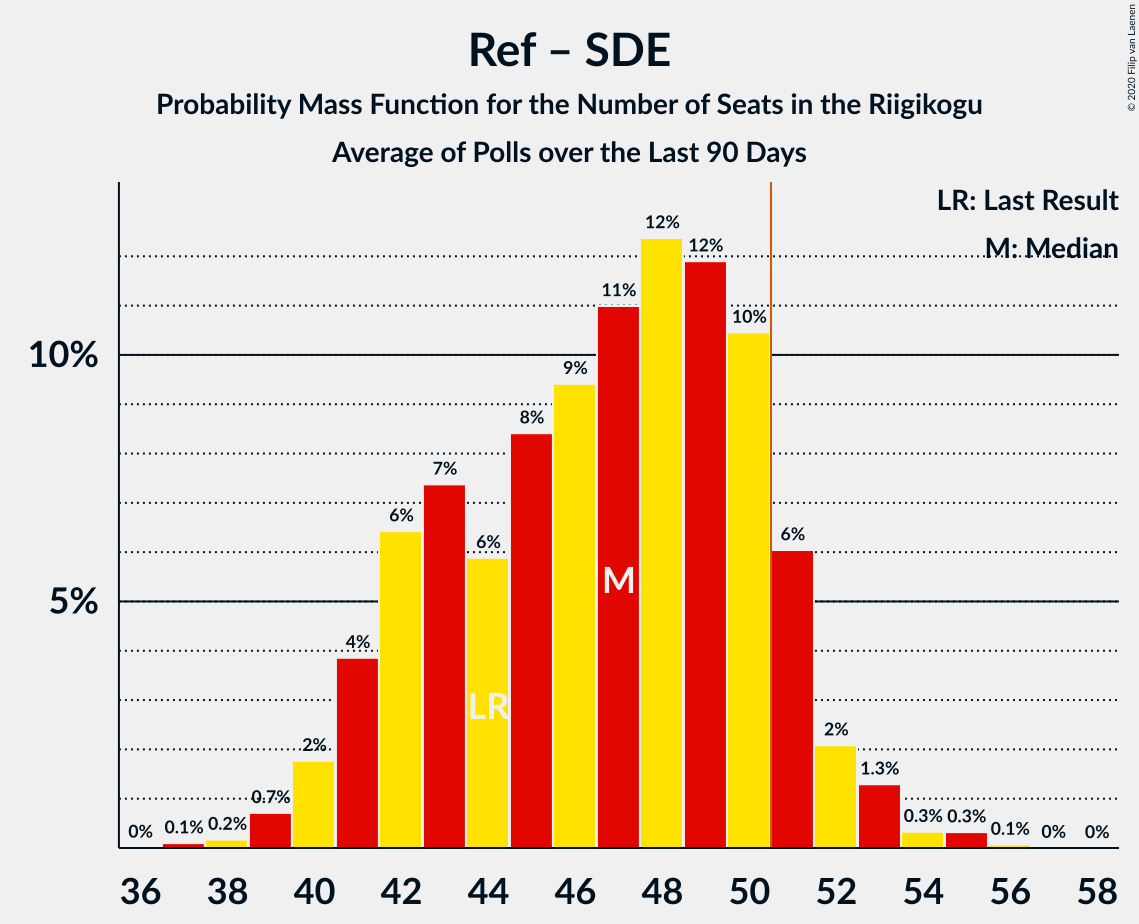 Ref – SDE
Probability Mass Function for the Number of Seats in the Riigikogu
Average of Polls over the Last 90 Days
© 2020 Filip van Laenen
LR: Last Result
M: Median
10%
5%
0%
0.1%
0.2%
0.7%
2%
4%
6%
7%
6%
8%
9%
11%
12%
12%
10%
6%
2%
1.3%
0.3%
0.3%
0.1%
0%
0%
LR
M
36 38 40 42 44 46 48 50 52 54 56 58